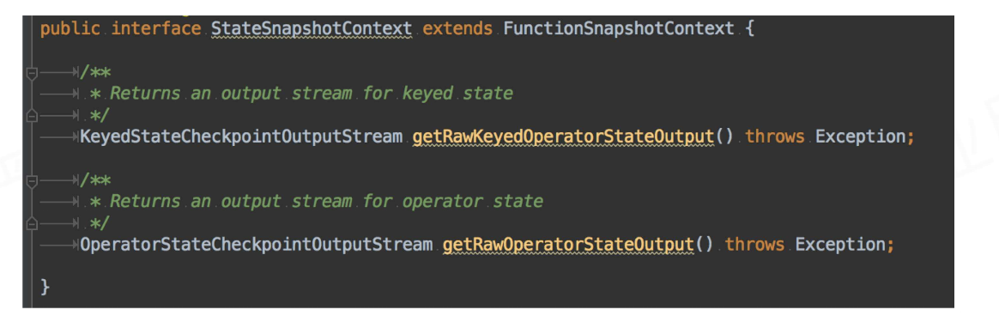 public interface StateSnapshotContext extends FunctionSnapshotContext {
/**
* Returns an output stream for keyed state
*/
KeyedStateCheckpointOutputStream getRawKeyedOperatorStateOutput() throws Exception;
/**
* Returns an output stream for operator state
*/
OperatorStateCheckpointOutputStream getRawOperatorStateOutput() throws Exception;
}